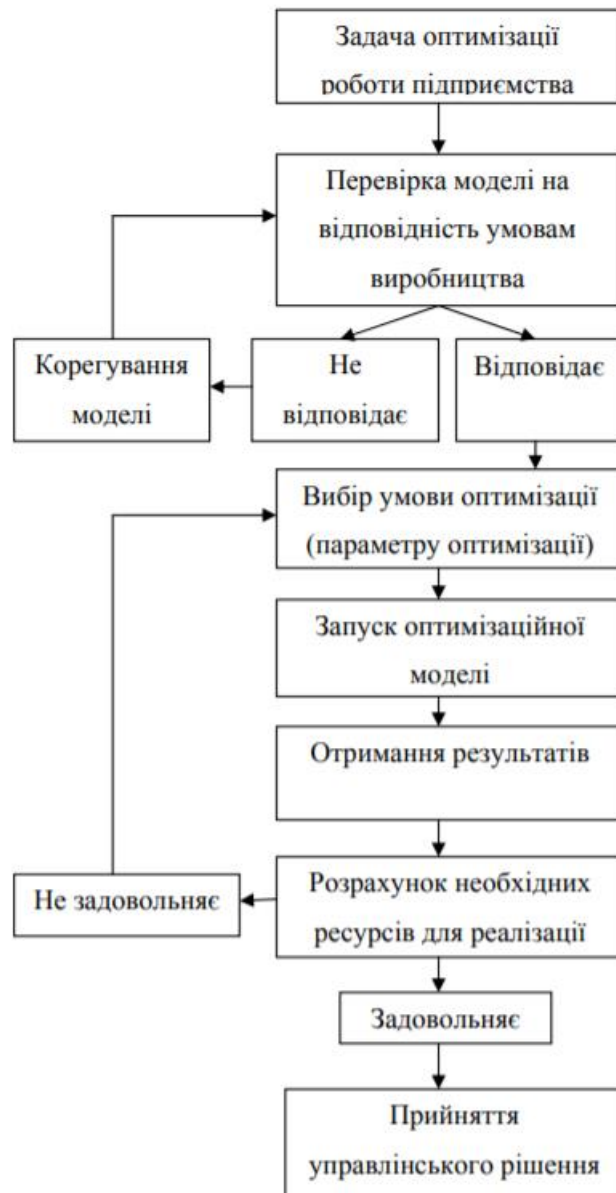 Задача оптимізації
роботи підприємства
Перевірка моделі на
відповідність умовам
виробництва
Корегування
моделі
Не
відповідає
Відповідає
Вибір умови оптимізації
(параметру оптимізації)
Запуск оптимізаційної
моделі
Отримання результатів
Не задовольняє
Розрахунок необхідних
ресурсів для реалізації
Задовольняє
Прийняття
управлінського рішення